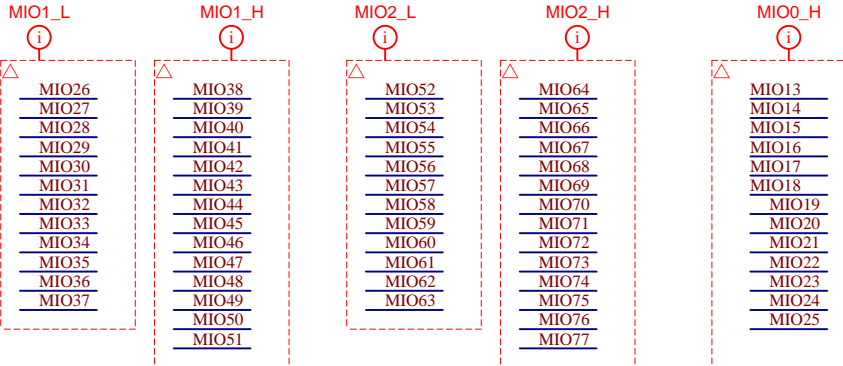 MIO1_L
i
MIO26
MIO27
MIO28
MIO29
MIO30
MIO31
MIO32
MIO33
MIO34
MIO35
MIO36
MIO37
MIO1_H
i
MIO38
MIO39
MIO40
MIO41
MIO42
MIO43
MIO44
MIO45
MIO46
MIO47
MIO48
MIO49
MIO50
MIO51
MIO2_L
i
MIO52
MIO53
MIO54
MIO55
MIO56
MIO57
MIO58
MIO59
MIO60
MIO61
MIO62
MIO63
MIO2_H
i
MIO64
MIO65
MIO66
MIO67
MIO68
MIO69
MIO70
MIO71
MIO72
MIO73
MIO74
MIO75
MIO76
MIO77
MIO0_H
i
MIO13
MIO14
MIO15
MIO16
MIO17
MIO18
MIO19
MIO20
MIO21
MIO22
MIO23
MIO24
MIO25